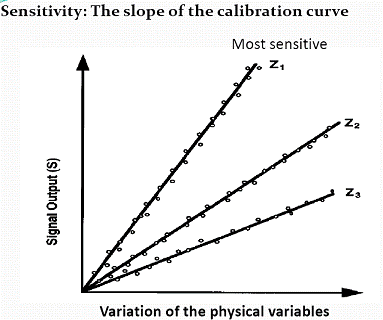 Sensitivity: The slope of the calibration curve
Most sensitive
Z₁
Z₂
Z₃
Signal Output (S)
Variation of the physical variables